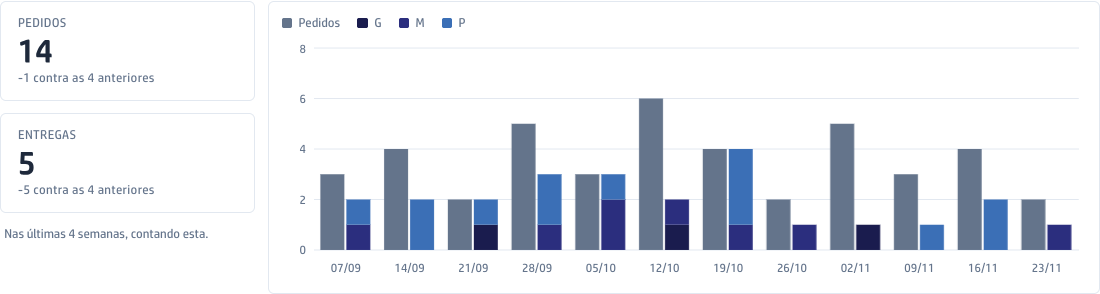 PEDIDOS
14
-1 contra as 4 anteriores
ENTREGAS
5
-5 contra as 4 anteriores
Nas últimas 4 semanas, contando esta.
Pedidos G M P
8
6
4
2
0
07/09 14/09 21/09 28/09 05/10 12/10 19/10 26/10 02/11 09/11 16/11 23/11